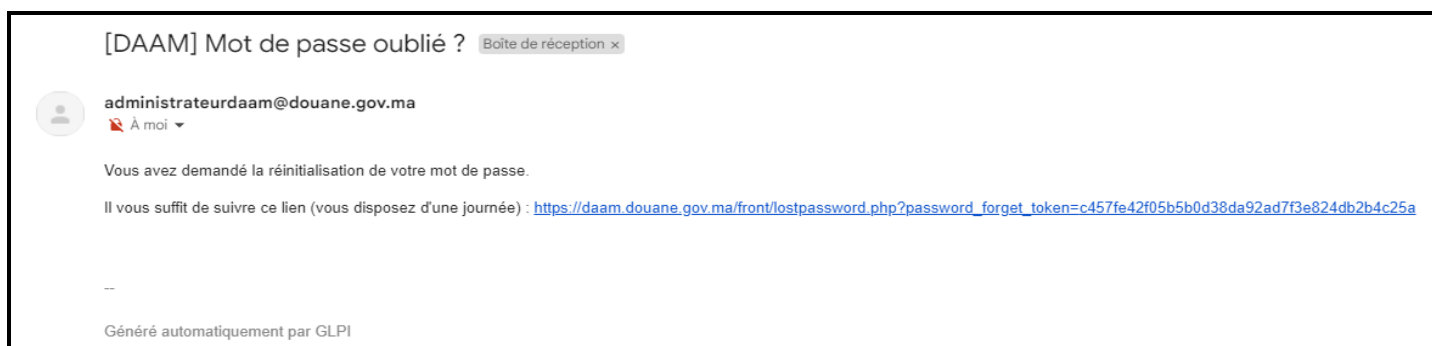 [DAAM] Mot de passe oublié ? Boîte de réception ×
administrateurdaam@douane.gov.ma
À moi
Vous avez demandé la réinitialisation de votre mot de passe.
Il vous suffit de suivre ce lien (vous disposez d'une journée) : https://daam.douane.gov.ma/front/lostpassword.php?password_forget_token=c457fe42f05b5b0d38da92ad7f3e824db2b4c25a
--
Généré automatiquement par GLPI